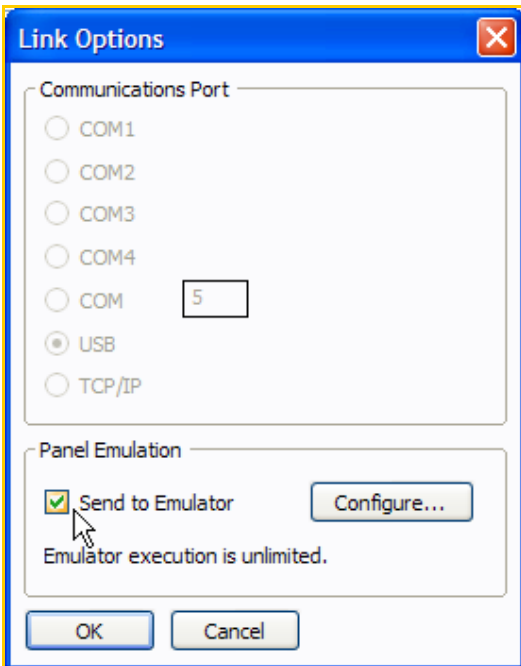 Link Options
Communications Port
COM1
COM2
COM3
COM4
COM 5
USB
TCP/IP
Panel Emulation
Send to Emulator Configure...
Emulator execution is unlimited.
OK Cancel